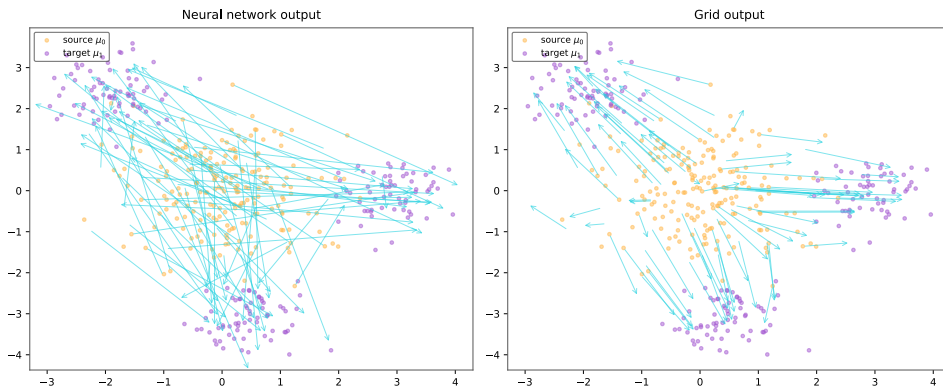 Neural network output
source μ₀
target μ₁
3
2
1
0
−1
−2
−3
−4
−3 −2 −1 0 1 2 3 4
Grid output
source μ₀
target μ₁
3
2
1
0
−1
−2
−3
−4
−3 −2 −1 0 1 2 3 4